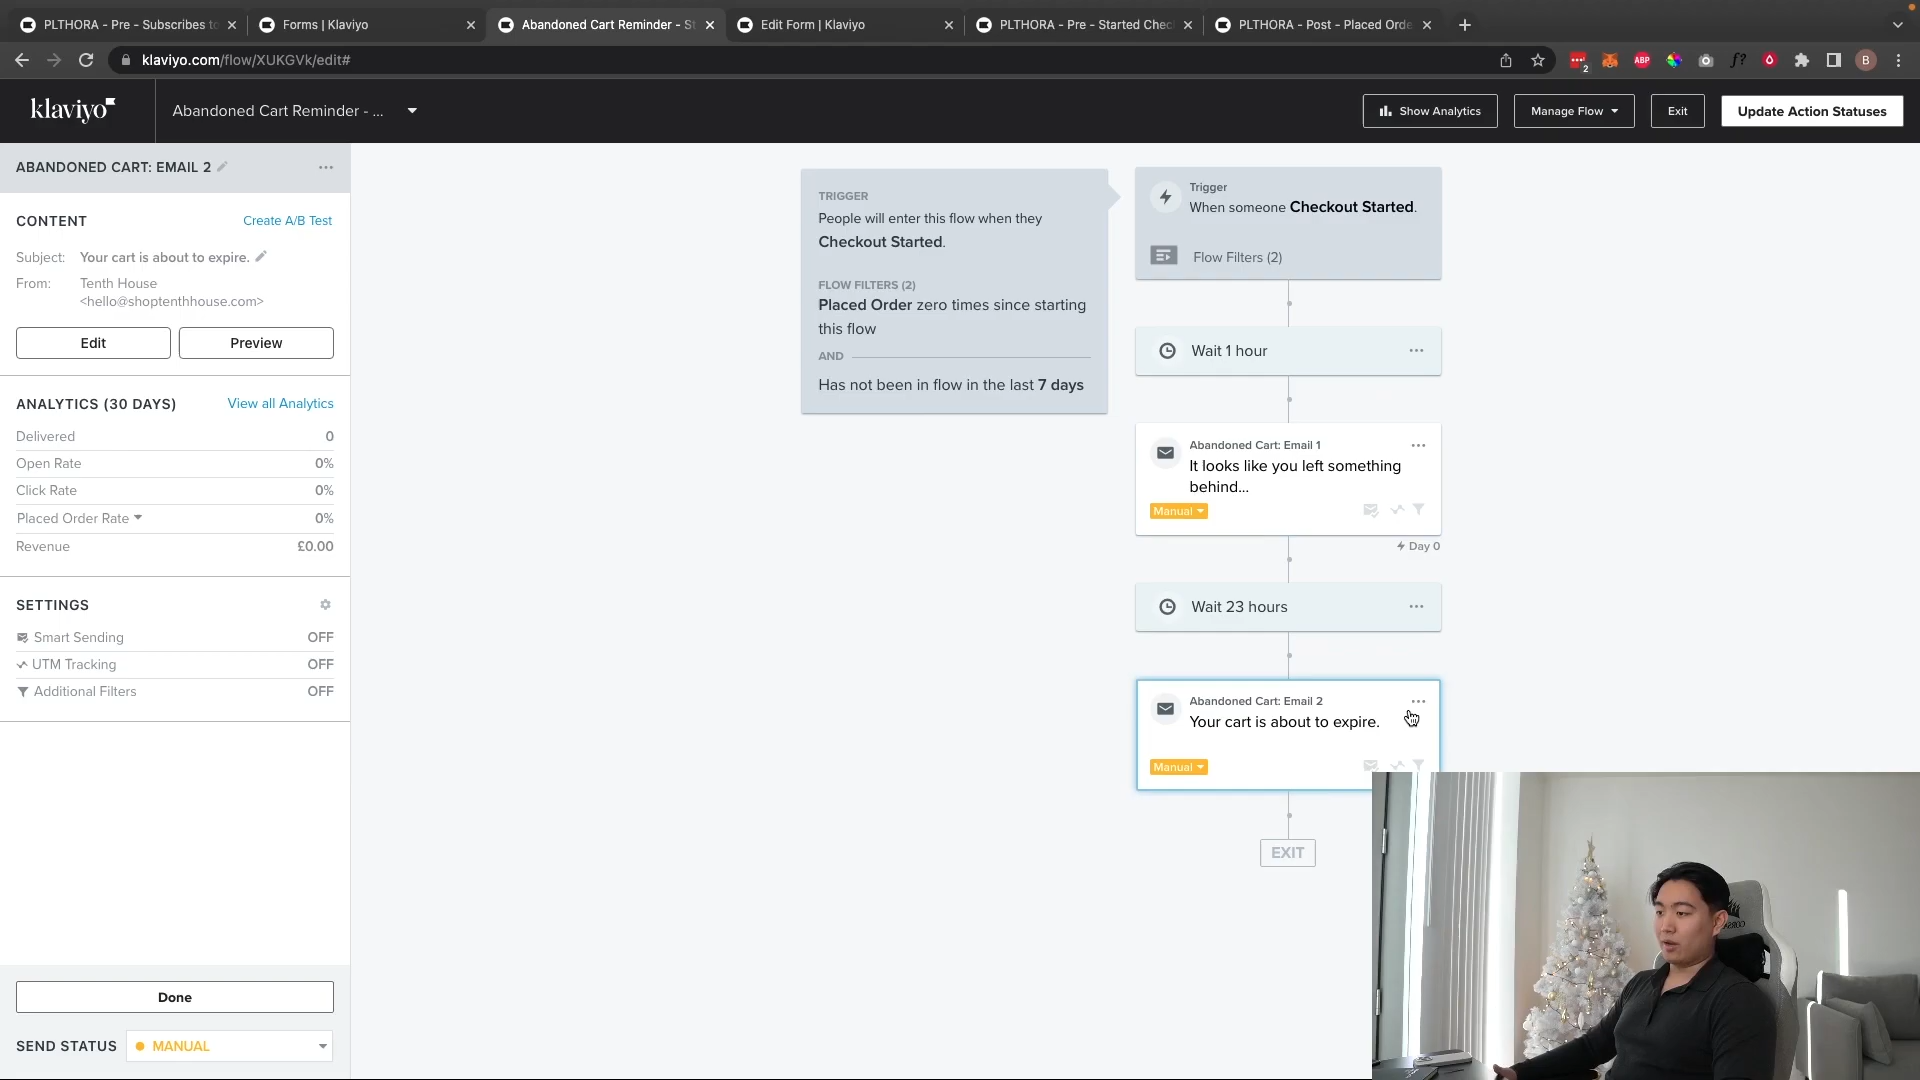 PLTHORA - Pre - Subscribes to
Forms | Klaviyo
Abandoned Cart Reminder - St
Edit Form | Klaviyo
PLTHORA - Pre - Started Chec
PLTHORA - Post - Placed Orde
klaviyo.com/flow/XUKGVk/edit#
2
ABP
f?
B
klaviyo
Abandoned Cart Reminder - ...
Show Analytics
Manage Flow
Exit
Update Action Statuses
ABANDONED CART: EMAIL 2
CONTENT
Create A/B Test
Subject: Your cart is about to expire.
From: Tenth House
<hello@shoptenthhouse.com>
Edit
Preview
ANALYTICS (30 DAYS)
View all Analytics
Delivered 0
Open Rate 0%
Click Rate 0%
Placed Order Rate 0%
Revenue £0.00
SETTINGS
Smart Sending OFF
UTM Tracking OFF
Additional Filters OFF
Done
SEND STATUS MANUAL
TRIGGER
People will enter this flow when they
Checkout Started.
FLOW FILTERS (2)
Placed Order zero times since starting
this flow
AND
Has not been in flow in the last 7 days
Trigger
When someone Checkout Started.
Flow Filters (2)
Wait 1 hour
Abandoned Cart: Email 1
It looks like you left something
behind...
Manual
Day 0
Wait 23 hours
Abandoned Cart: Email 2
Your cart is about to expire.
Manual
EXIT